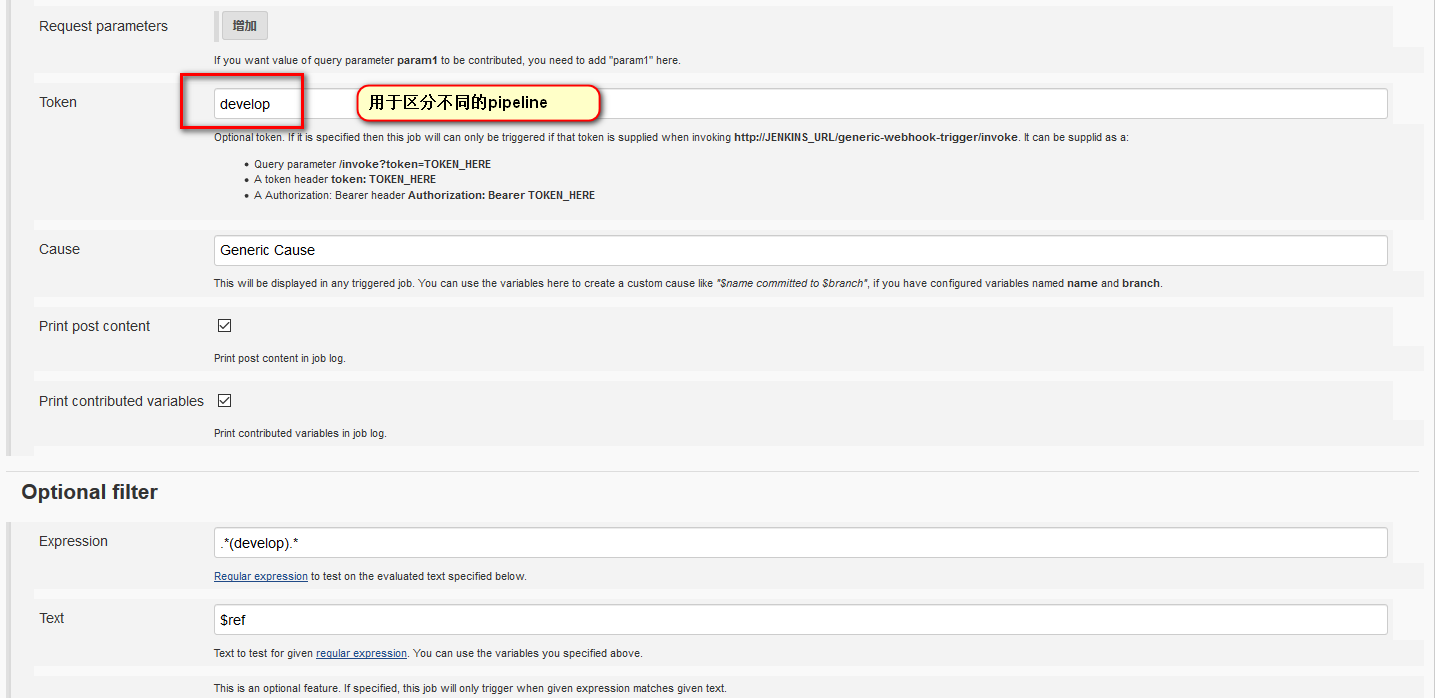 Request parameters
增加
If you want value of query parameter param1 to be contributed, you need to add "param1" here.
Token
develop
用于区分不同的pipeline
Optional token. If it is specified then this job will can only be triggered if that token is supplied when invoking http://JENKINS_URL/generic-webhook-trigger/invoke. It can be supplid as a:
Query parameter /invoke?token=TOKEN_HERE
A token header token: TOKEN_HERE
A Authorization: Bearer header Authorization: Bearer TOKEN_HERE
Cause
Generic Cause
This will be displayed in any triggered job. You can use the variables here to create a custom cause like "$name committed to $branch", if you have configured variables named name and branch.
Print post content
Print post content in job log.
Print contributed variables
Print contributed variables in job log.
Optional filter
Expression
.*(develop).*
Regular expression to test on the evaluated text specified below.
Text
$ref
Text to test for given regular expression. You can use the variables you specified above.
This is an optional feature. If specified, this job will only trigger when given expression matches given text.